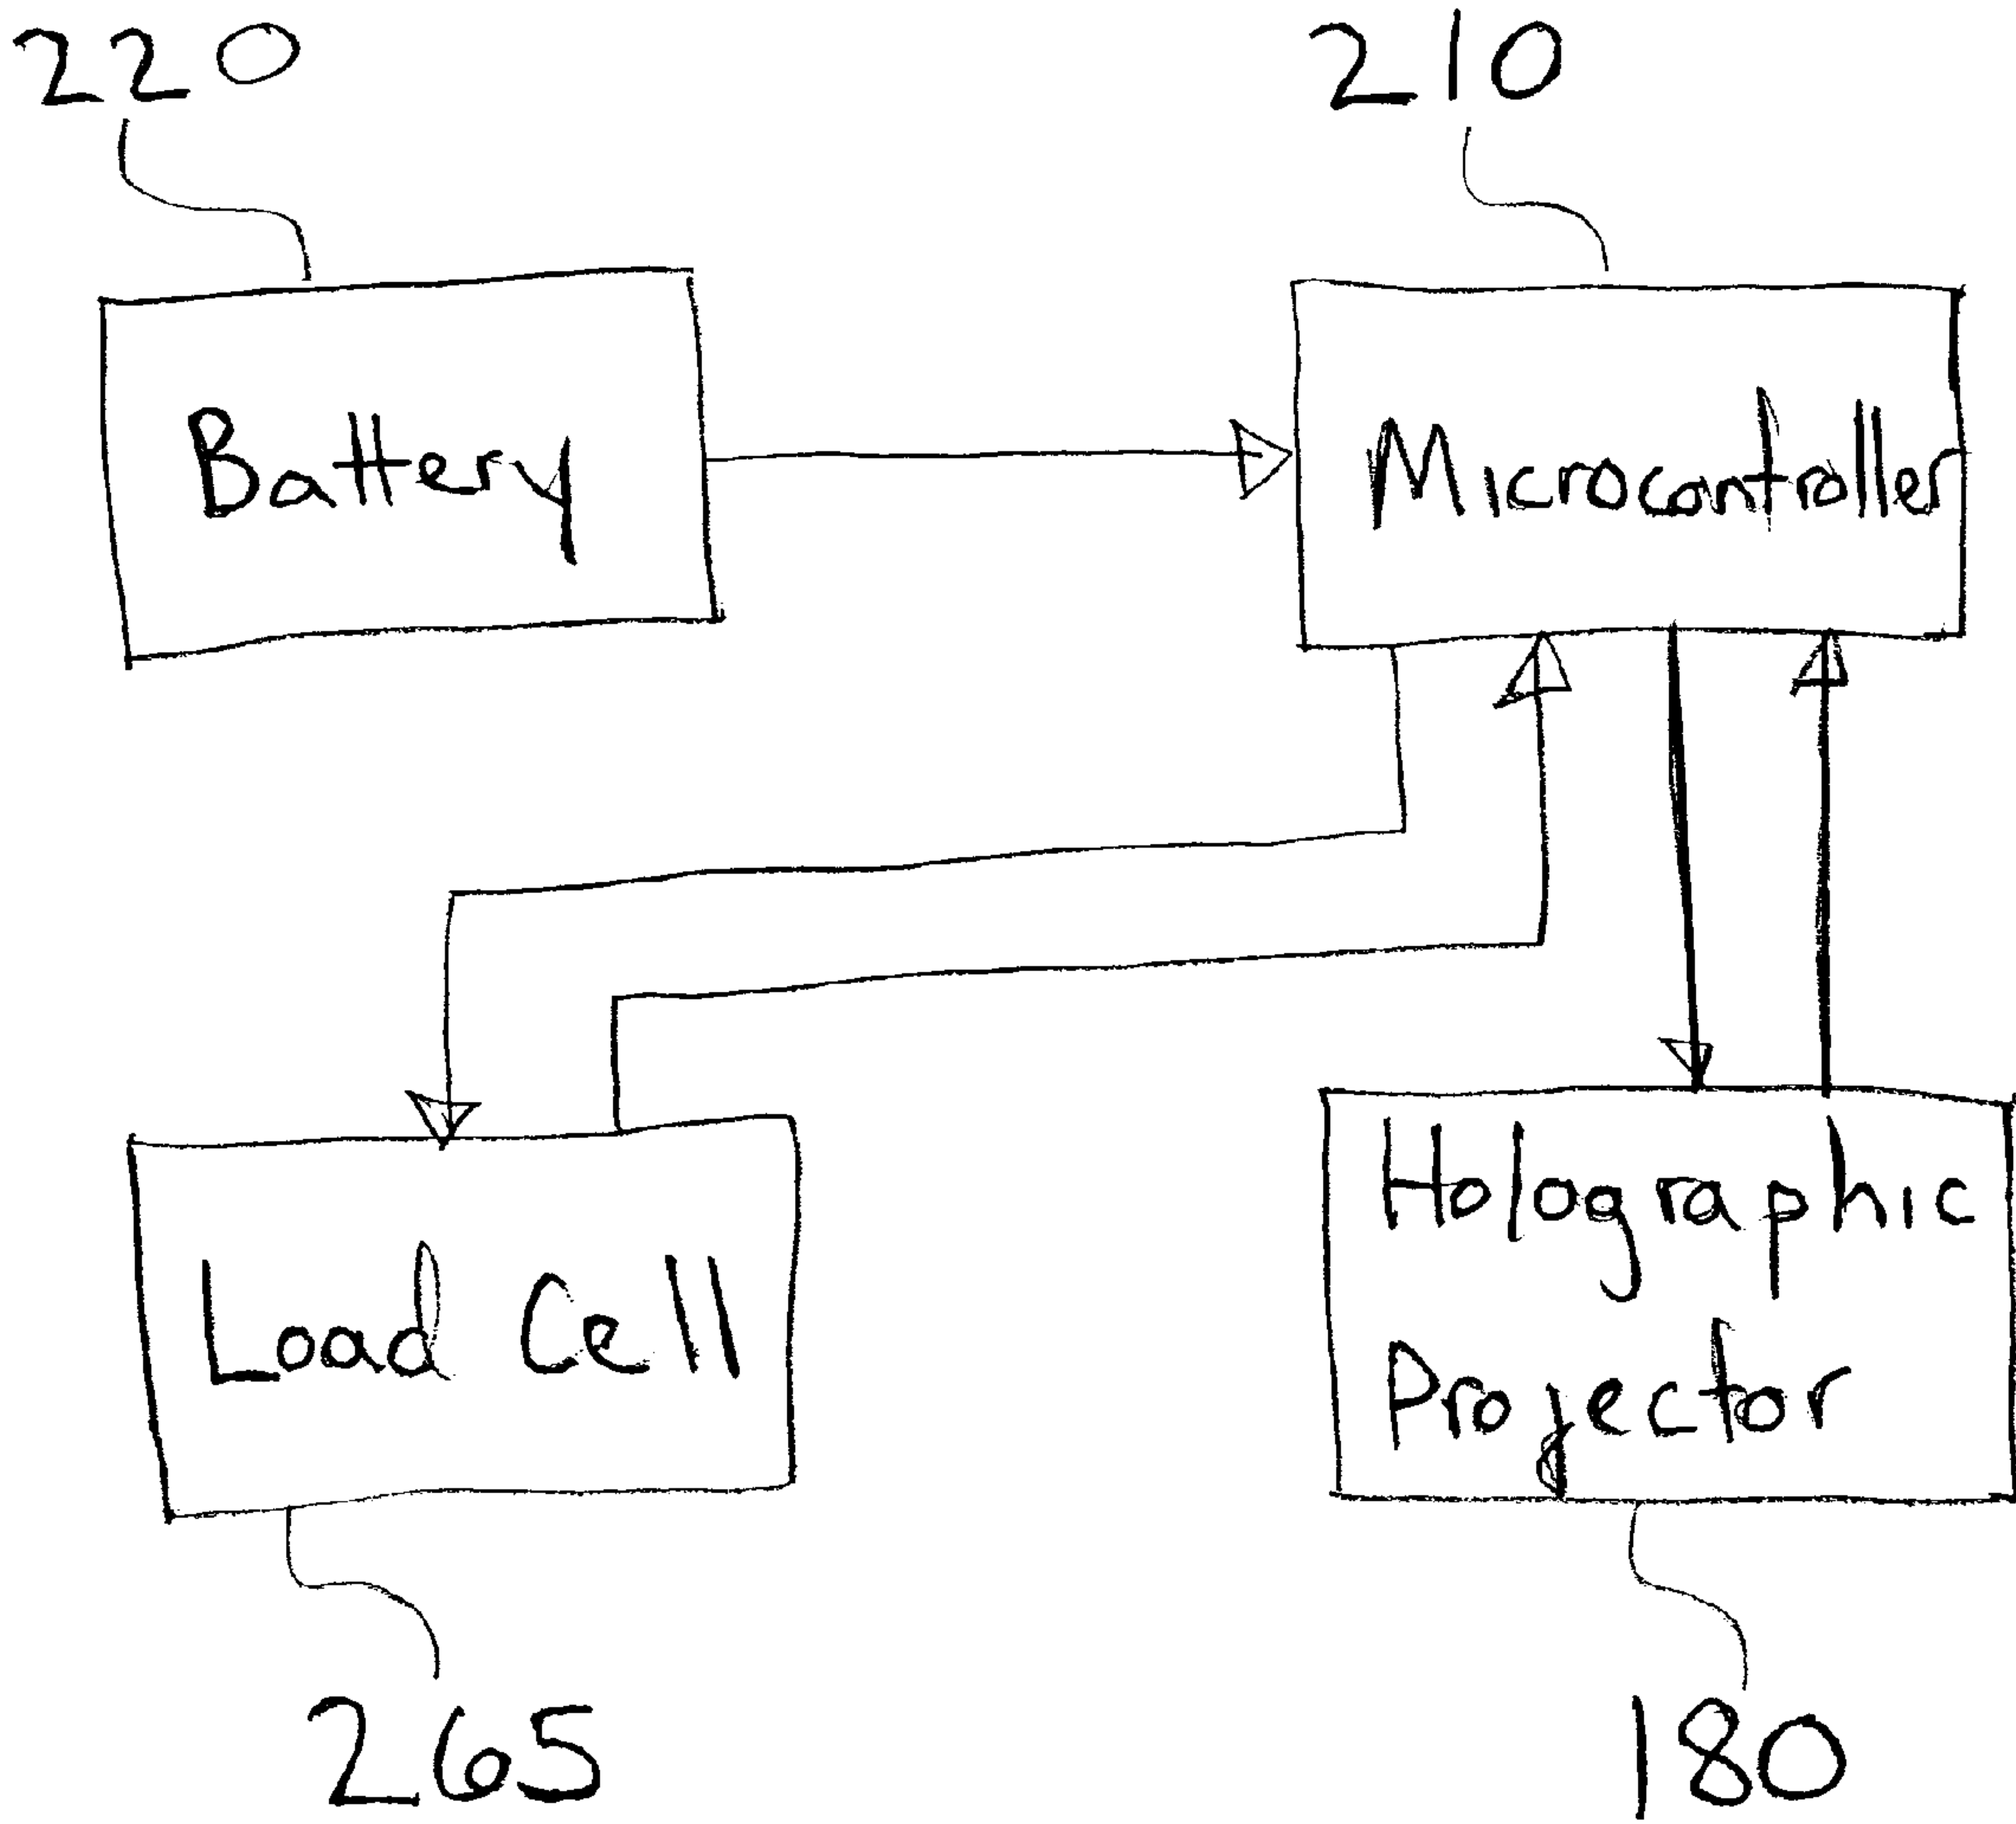 220
210
Battery
Microcontroller
Load Cell
Holographic
Projector
265
180